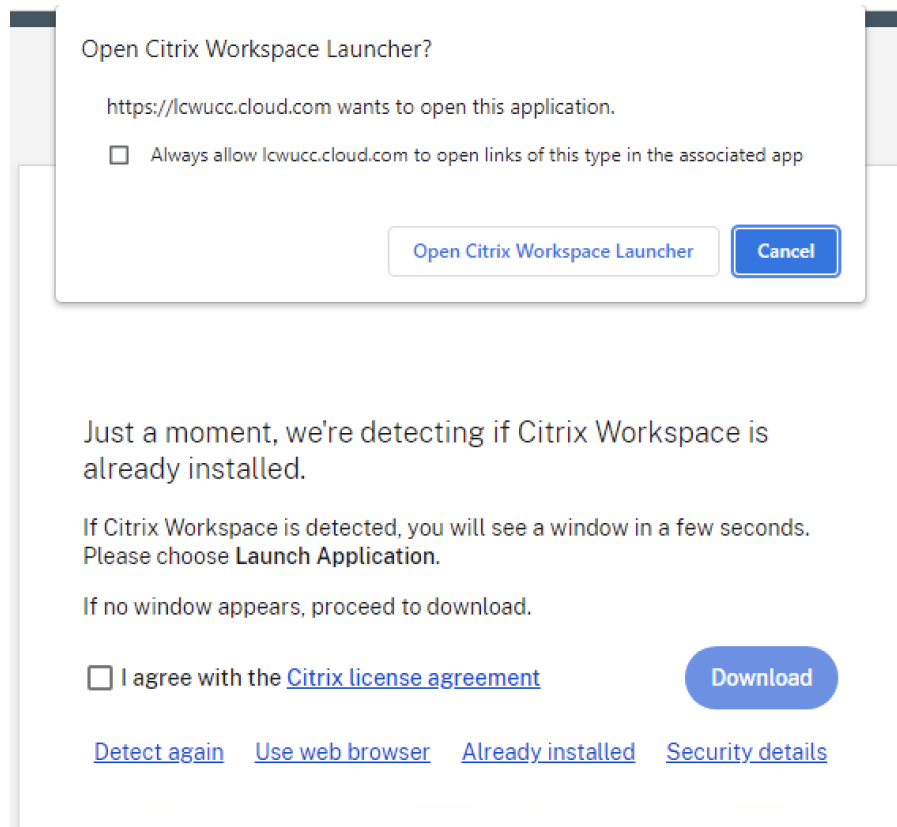 Open Citrix Workspace Launcher?
https://lcwucc.cloud.com wants to open this application.
Always allow lcwucc.cloud.com to open links of this type in the associated app
Open Citrix Workspace Launcher Cancel
Just a moment, we're detecting if Citrix Workspace is
already installed.
If Citrix Workspace is detected, you will see a window in a few seconds.
Please choose Launch Application.
If no window appears, proceed to download.
I agree with the Citrix license agreement Download
Detect again Use web browser Already installed Security details